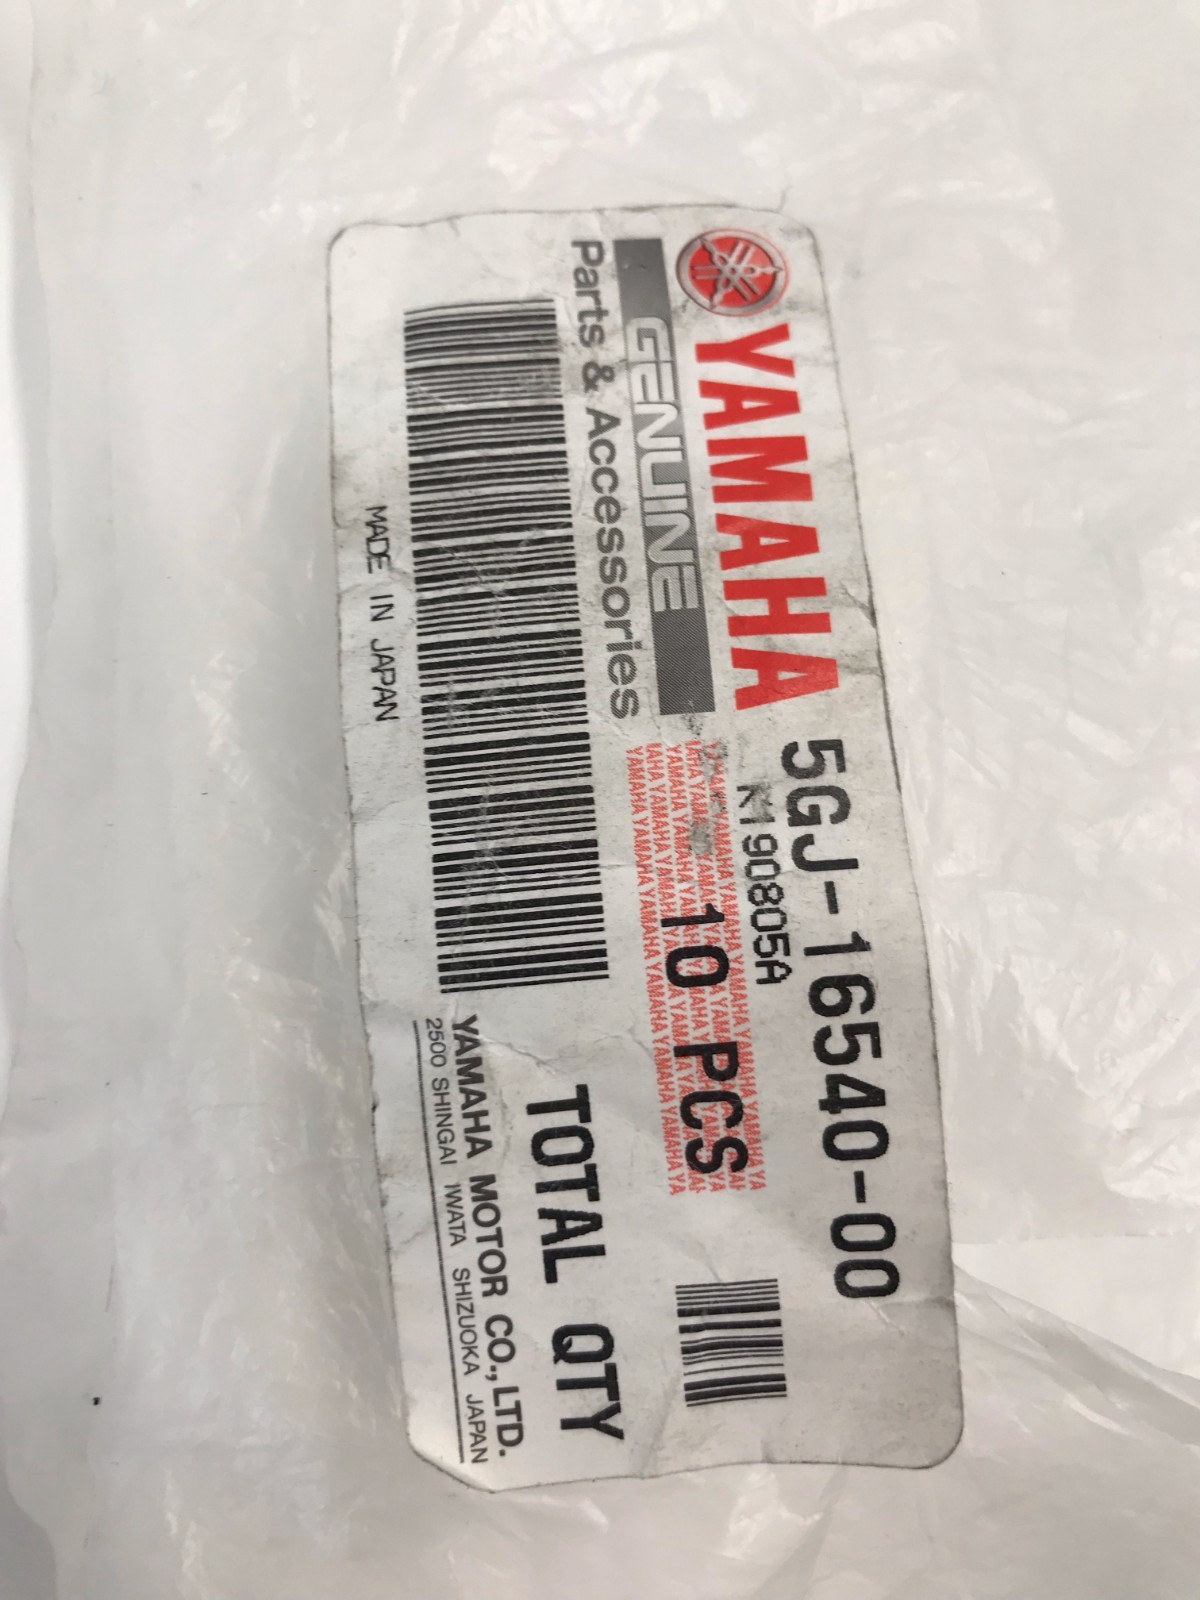 YAMAHA
GENUINE
Parts & Accessories
5GJ-16540-00
K190805A
10 PCS
TOTAL QTY
YAMAHA MOTOR CO., LTD.
2500 SHINGAI IWATA SHIZUOKA JAPAN
MADE IN JAPAN